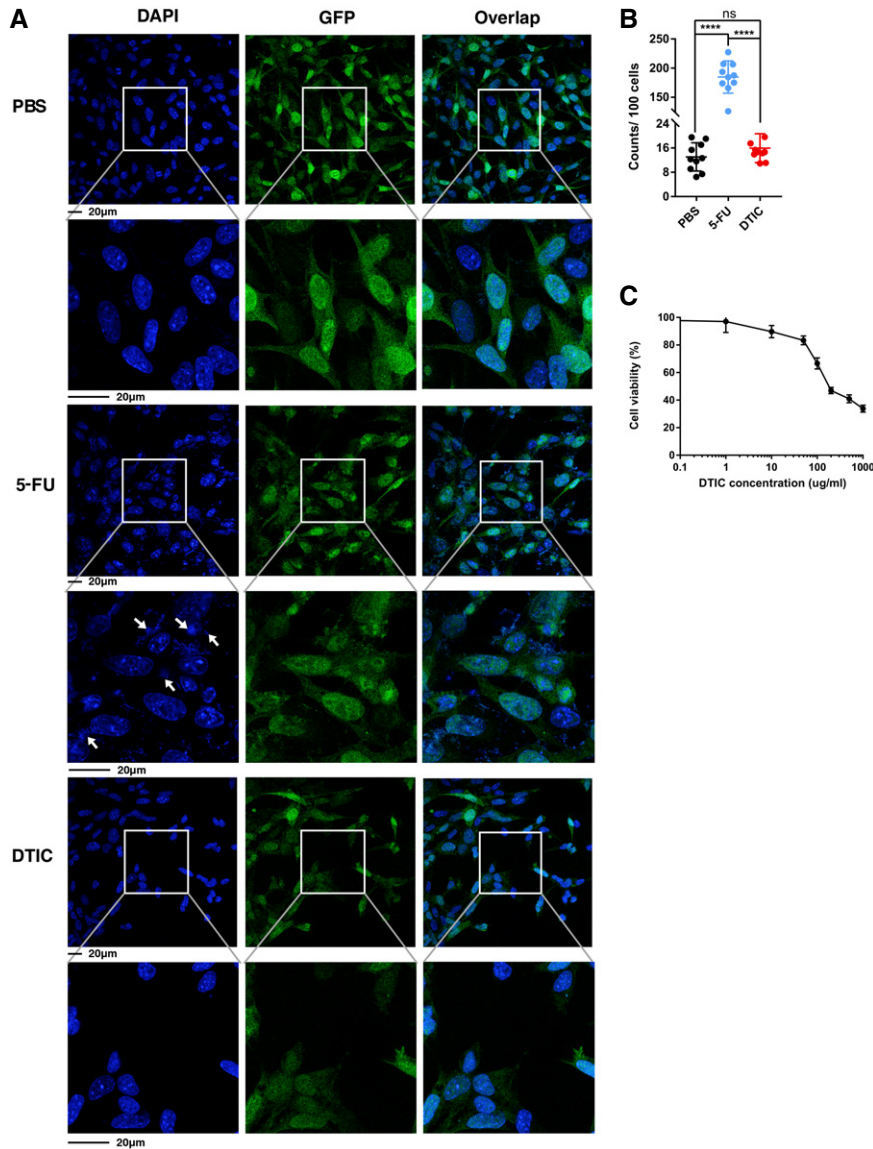 A
DAPI GFP Overlap
PBS
20μm
20μm
5-FU
20μm
20μm
DTIC
20μm
20μm
B
ns
**** ****
Counts/ 100 cells
250
200
150
24
16
8
0
PBS 5-FU DTIC
C
Cell viability (%)
100
80
60
40
20
0
0.1 1 10 100 1000
DTIC concentration (ug/ml)